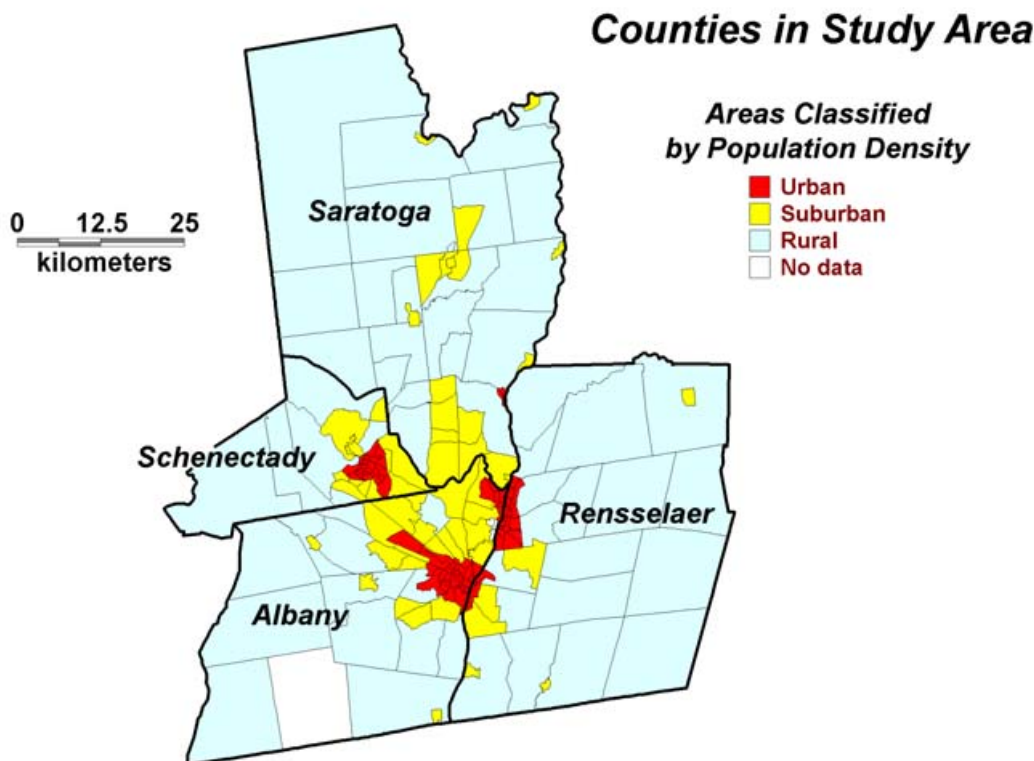 Counties in Study Area
Areas Classified
by Population Density
Urban
Suburban
Rural
No data
0 12.5 25
kilometers
Saratoga
Schenectady
Rensselaer
Albany